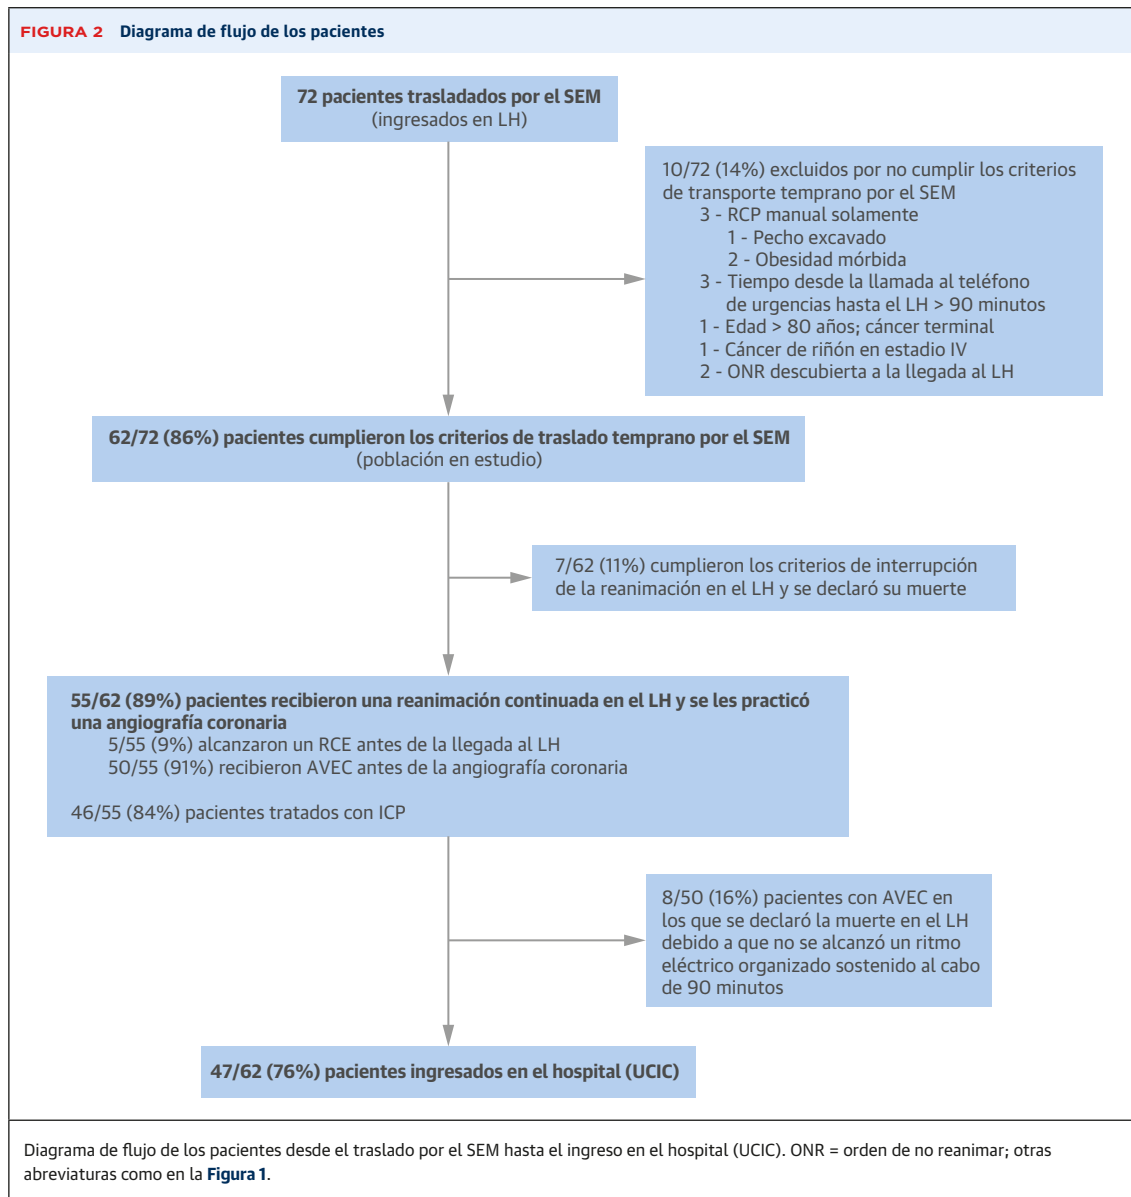 FIGURA 2 Diagrama de flujo de los pacientes
72 pacientes trasladados por el SEM
(ingresados en LH)
10/72 (14%) excluidos por no cumplir los criterios
de transporte temprano por el SEM
3 - RCP manual solamente
1 - Pecho excavado
2 - Obesidad mórbida
3 - Tiempo desde la llamada al teléfono
de urgencias hasta el LH > 90 minutos
1 - Edad > 80 años; cáncer terminal
1 - Cáncer de riñón en estadio IV
2 - ONR descubierta a la llegada al LH
62/72 (86%) pacientes cumplieron los criterios de traslado temprano por el SEM
(población en estudio)
7/62 (11%) cumplieron los criterios de interrupción
de la reanimación en el LH y se declaró su muerte
55/62 (89%) pacientes recibieron una reanimación continuada en el LH y se les practicó
una angiografía coronaria
5/55 (9%) alcanzaron un RCE antes de la llegada al LH
50/55 (91%) recibieron AVEC antes de la angiografía coronaria
46/55 (84%) pacientes tratados con ICP
8/50 (16%) pacientes con AVEC en
los que se declaró la muerte en el LH
debido a que no se alcanzó un ritmo
eléctrico organizado sostenido al cabo
de 90 minutos
47/62 (76%) pacientes ingresados en el hospital (UCIC)
Diagrama de flujo de los pacientes desde el traslado por el SEM hasta el ingreso en el hospital (UCIC). ONR = orden de no reanimar; otras
abreviaturas como en la Figura 1.